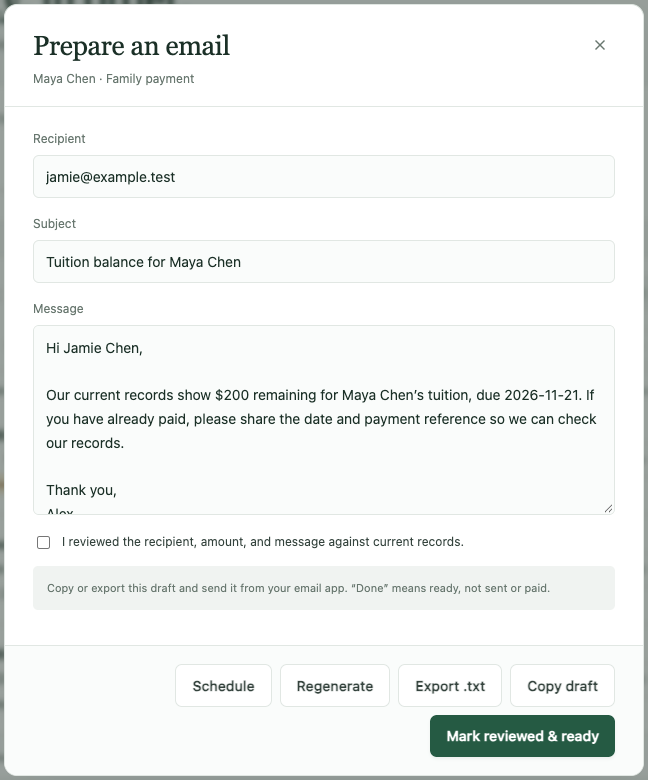 Prepare an email
Maya Chen · Family payment
Recipient
jamie@example.test
Subject
Tuition balance for Maya Chen
Message
Hi Jamie Chen,
Our current records show $200 remaining for Maya Chen’s tuition, due 2026-11-21. If
you have already paid, please share the date and payment reference so we can check
our records.
Thank you,
Alex
I reviewed the recipient, amount, and message against current records.
Copy or export this draft and send it from your email app. “Done” means ready, not sent or paid.
Schedule
Regenerate
Export .txt
Copy draft
Mark reviewed & ready